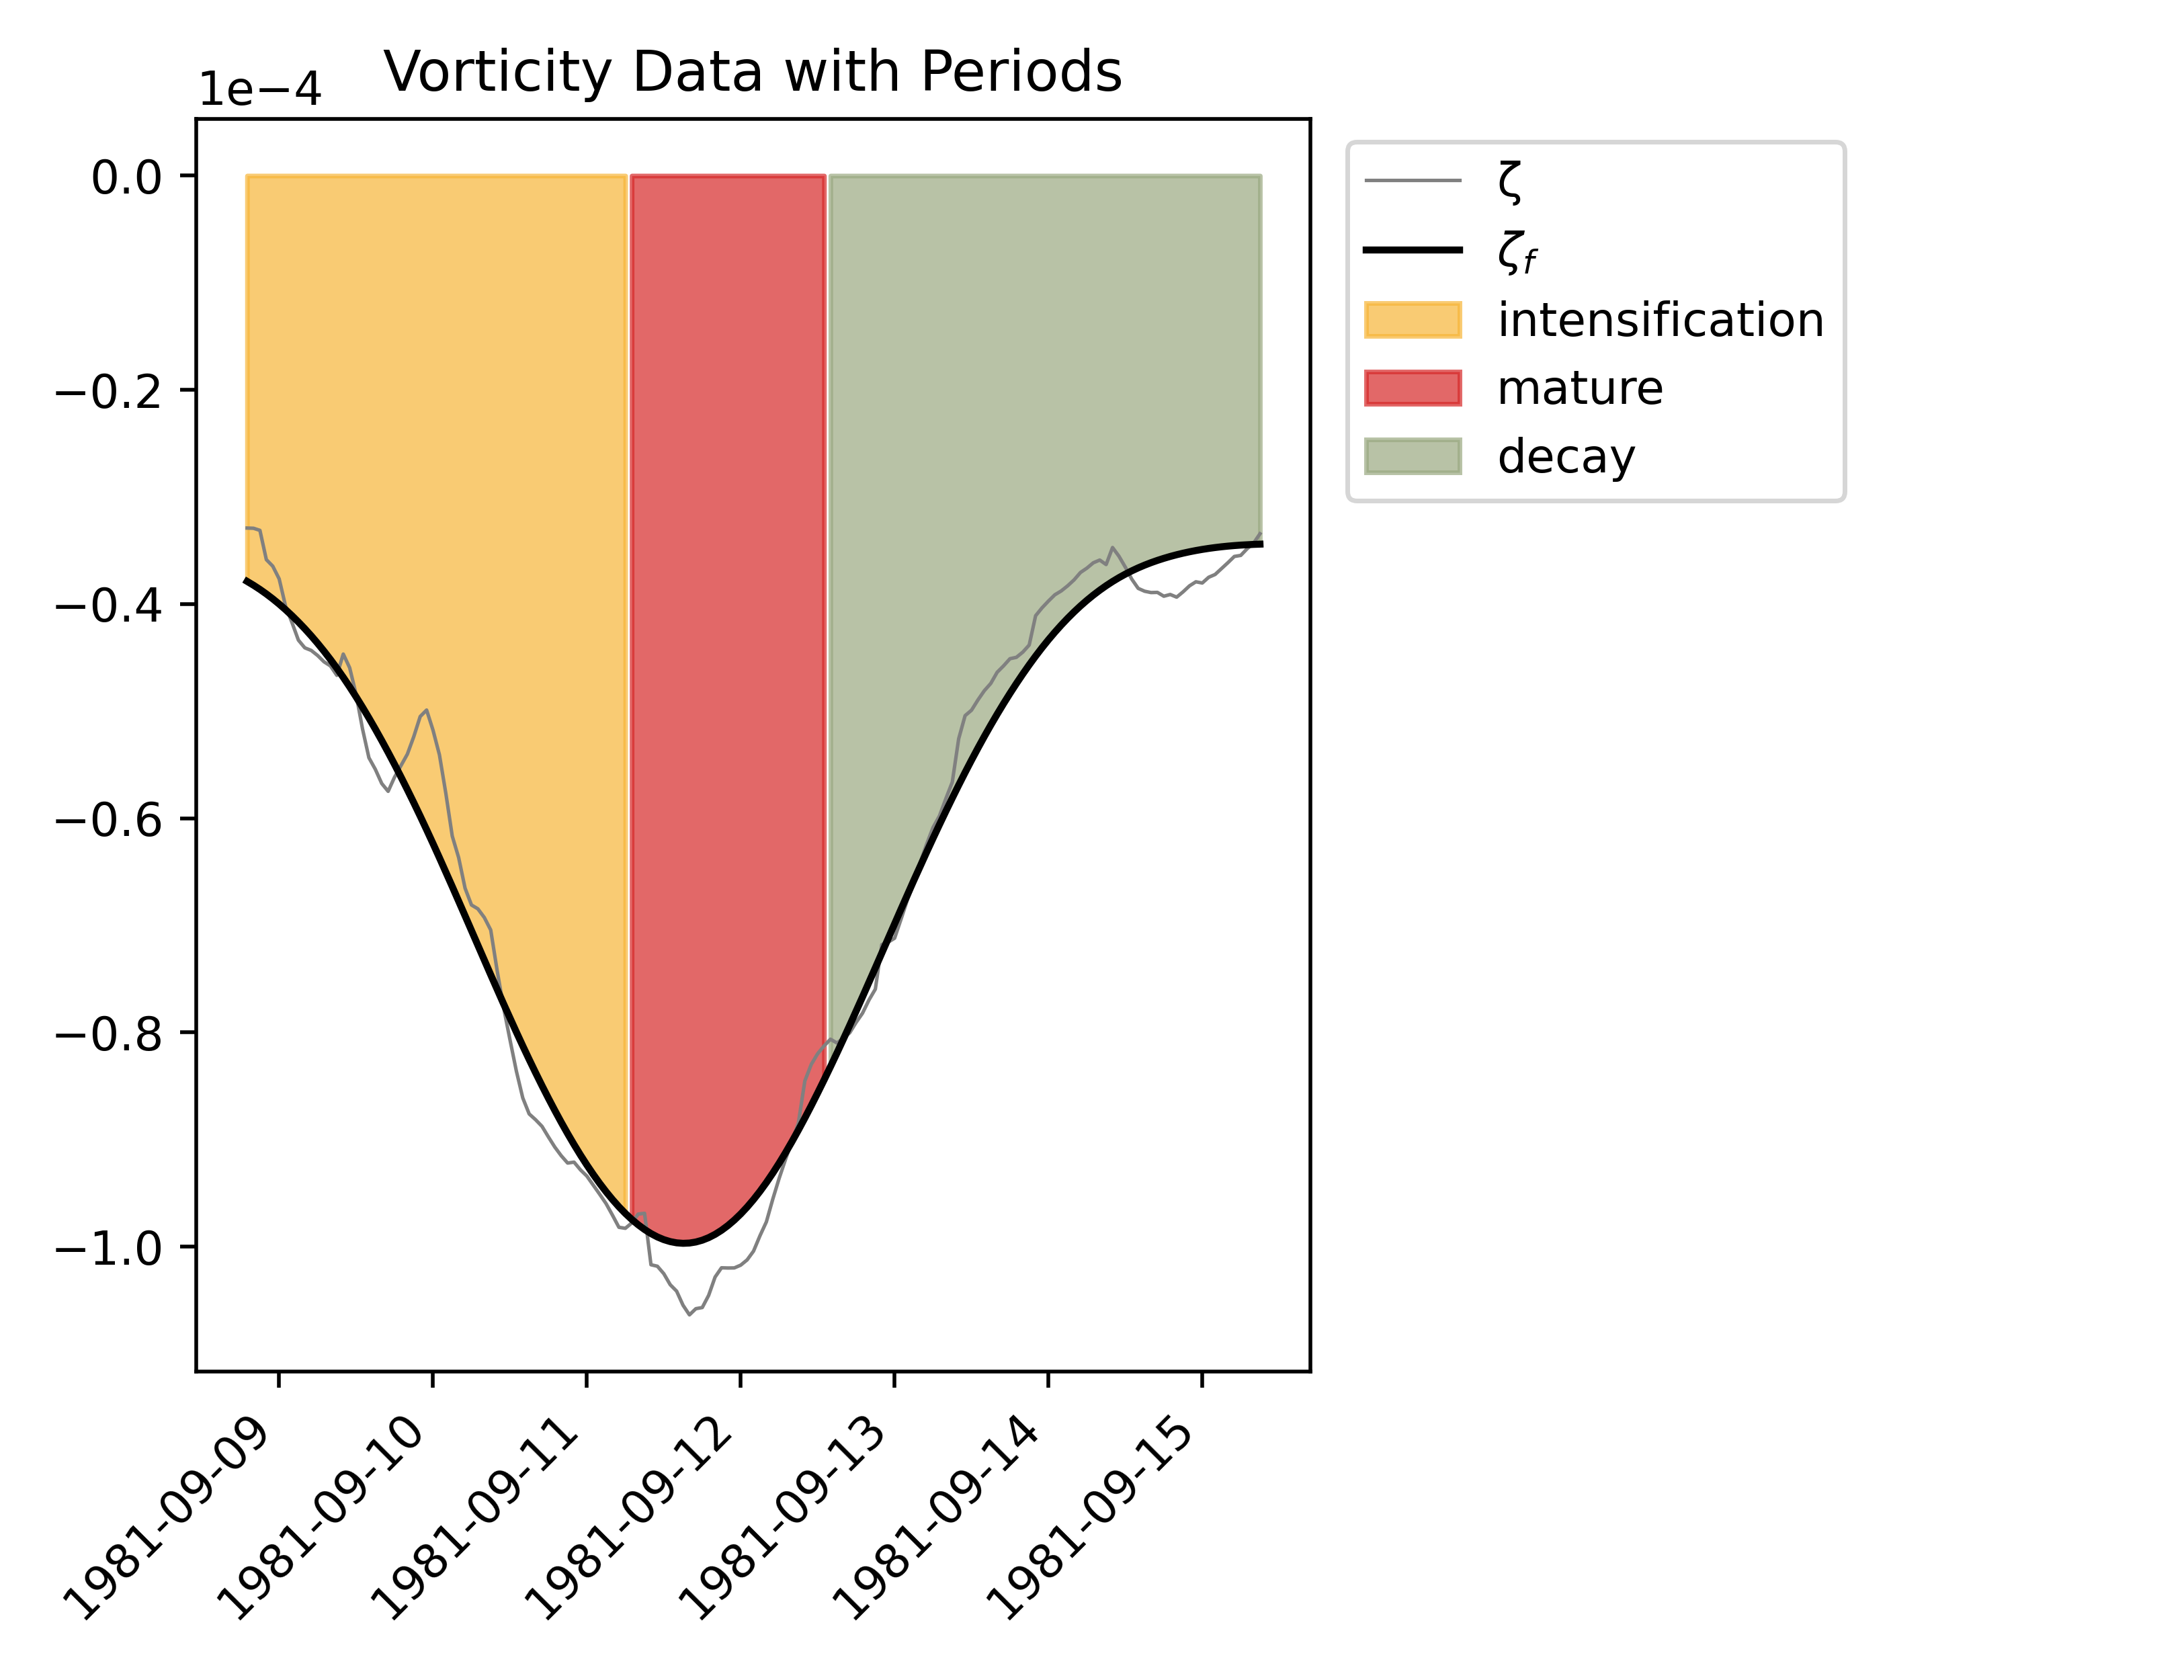 Vorticity Data with Periods
1e−4
0.0
−0.2
−0.4
−0.6
−0.8
−1.0
1981-09-09
1981-09-10
1981-09-11
1981-09-12
1981-09-13
1981-09-14
1981-09-15
ζ
ζf
intensification
mature
decay